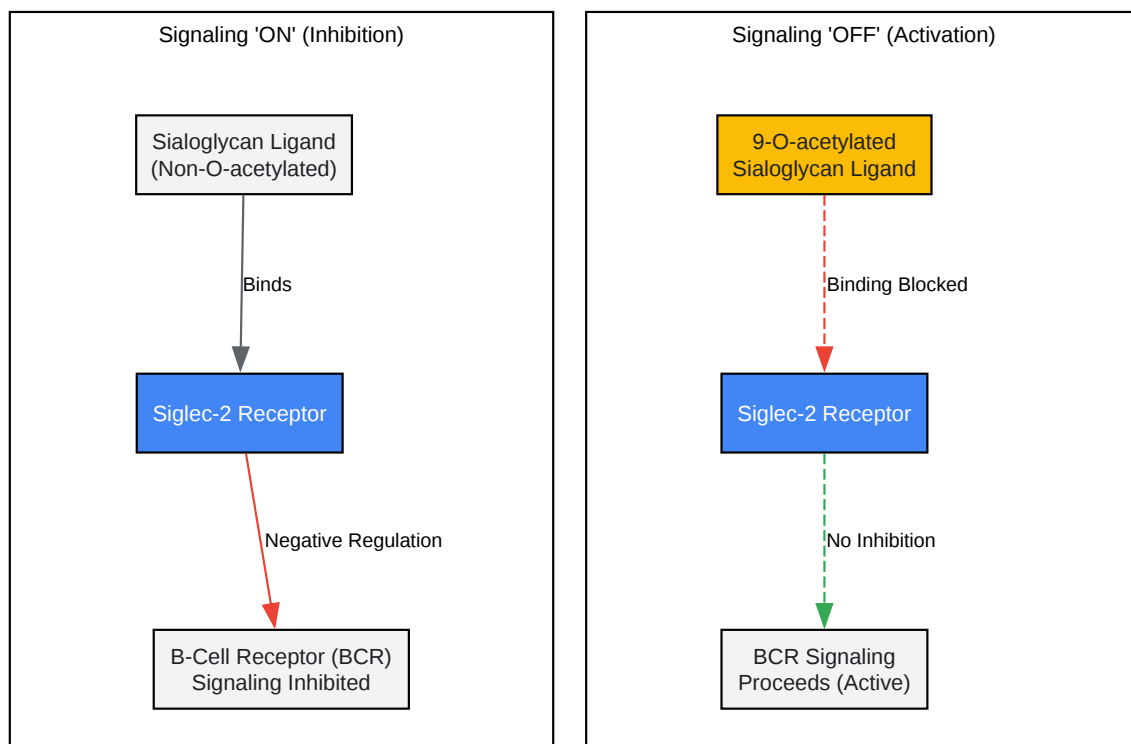 Signaling 'ON' (Inhibition)
Sialoglycan Ligand
(Non-O-acetylated)
Binds
Siglec-2 Receptor
Negative Regulation
B-Cell Receptor (BCR)
Signaling Inhibited
Signaling 'OFF' (Activation)
9-O-acetylated
Sialoglycan Ligand
Binding Blocked
Siglec-2 Receptor
No Inhibition
BCR Signaling
Proceeds (Active)